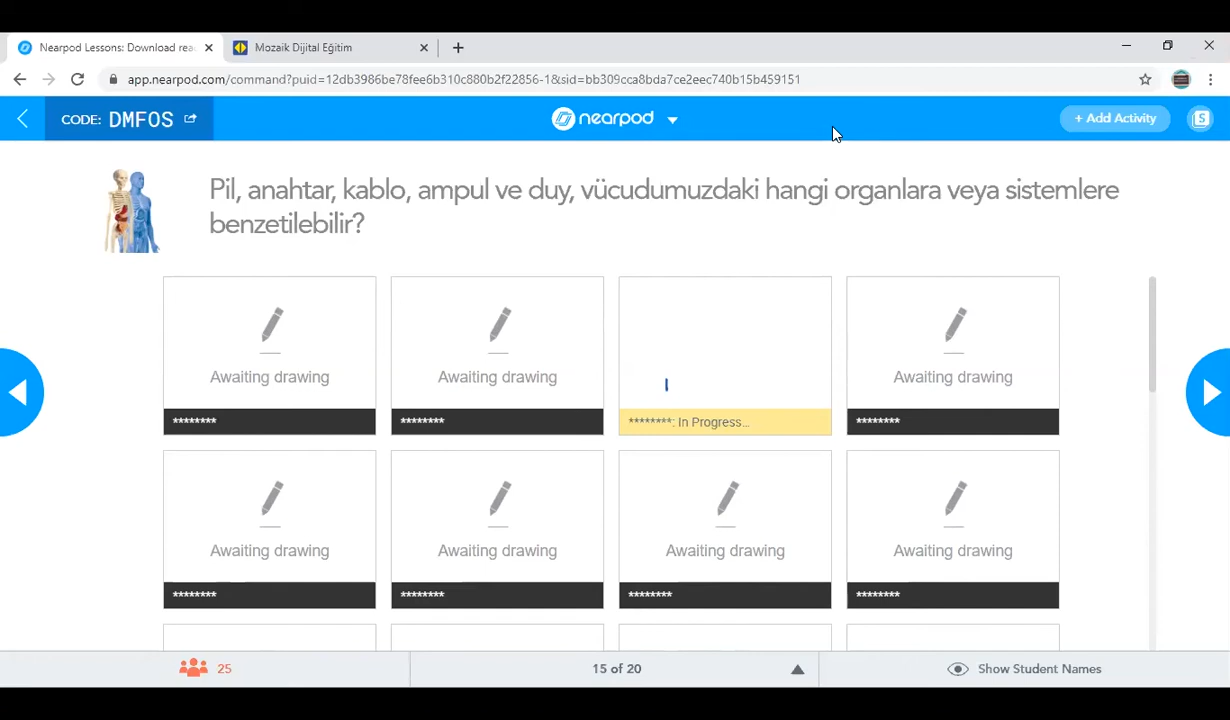 Nearpod Lessons: Download rea
Mozaik Dijital Eğitim
app.nearpod.com/command?puid=12db3986be78fee6b310c880b2f22856-1&sid=bb309cca8bda7ce2eec740b15b459151
CODE: DMFOS
nearpod
+ Add Activity
Pil, anahtar, kablo, ampul ve duy, vücudumuzdaki hangi organlara veya sistemlere
benzetilebilir?
Awaiting drawing
Awaiting drawing
Awaiting drawing
********
********
********: In Progress...
********
Awaiting drawing
Awaiting drawing
Awaiting drawing
Awaiting drawing
********
********
********
********
25
15 of 20
Show Student Names